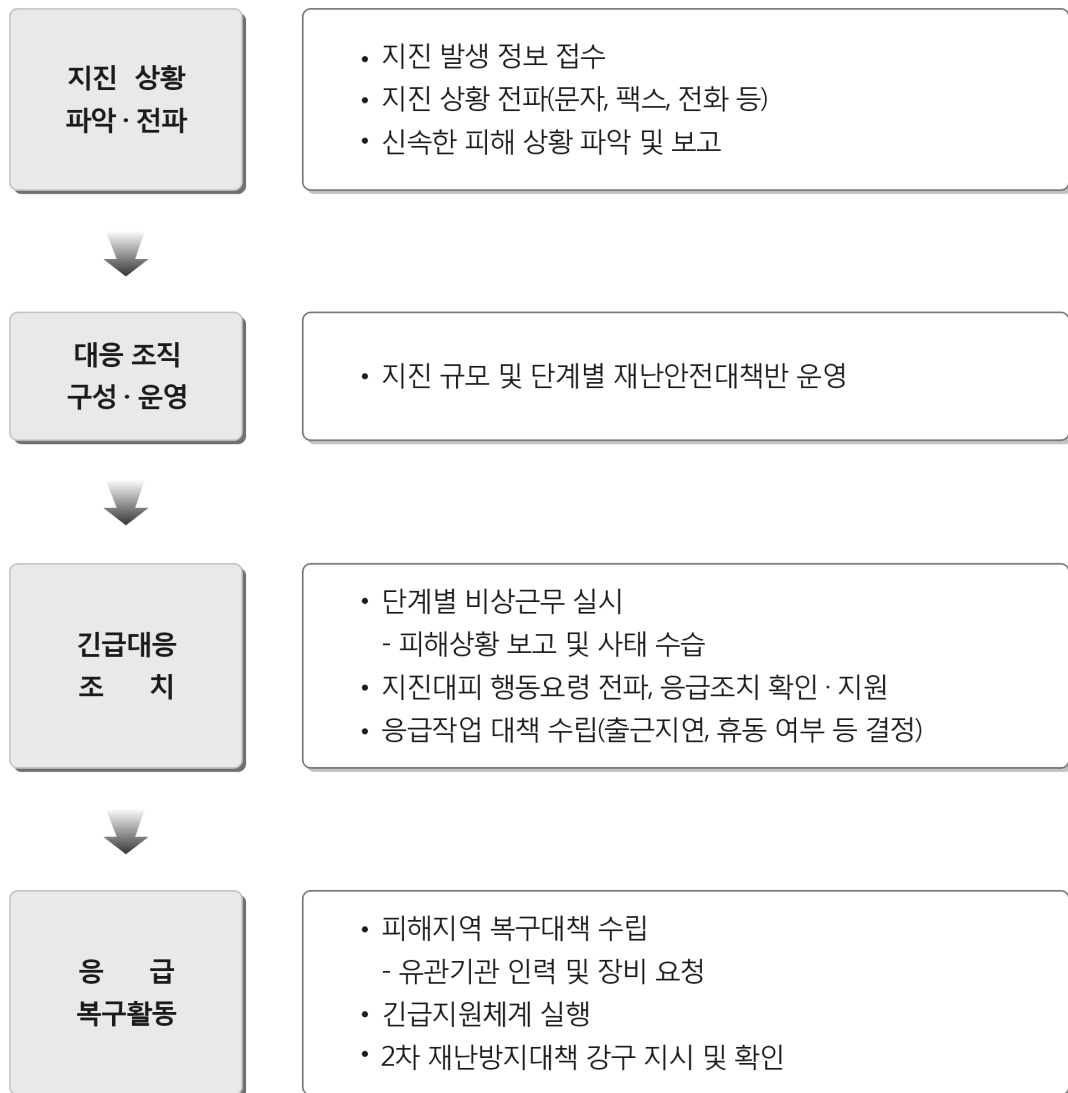 지진 상황
파악 · 전파
• 지진 발생 정보 접수
• 지진 상황 전파(문자, 팩스, 전화 등)
• 신속한 피해 상황 파악 및 보고
대응 조직
구성 · 운영
• 지진 규모 및 단계별 재난안전대책반 운영
긴급대응
조 치
• 단계별 비상근무 실시
- 피해상황 보고 및 사태 수습
• 지진대피 행동요령 전파, 응급조치 확인 · 지원
• 응급작업 대책 수립(출근지연, 휴동 여부 등 결정)
응 급
복구활동
• 피해지역 복구대책 수립
- 유관기관 인력 및 장비 요청
• 긴급지원체계 실행
• 2차 재난방지대책 강구 지시 및 확인